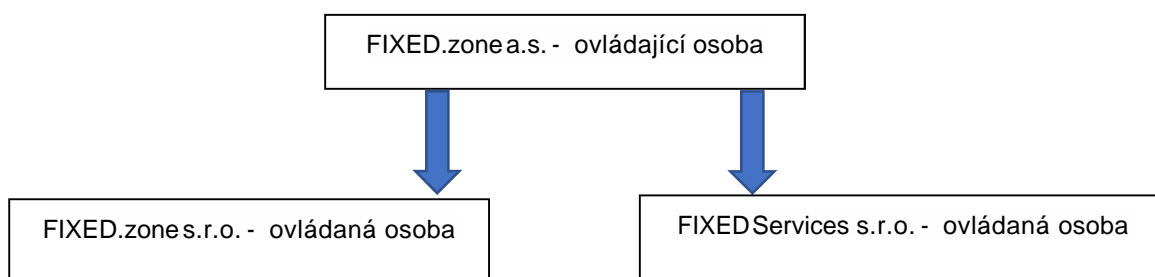 FIXED.zone a.s. - ovládající osoba
FIXED.zone s.r.o. - ovládaná osoba
FIXED Services s.r.o. - ovládaná osoba